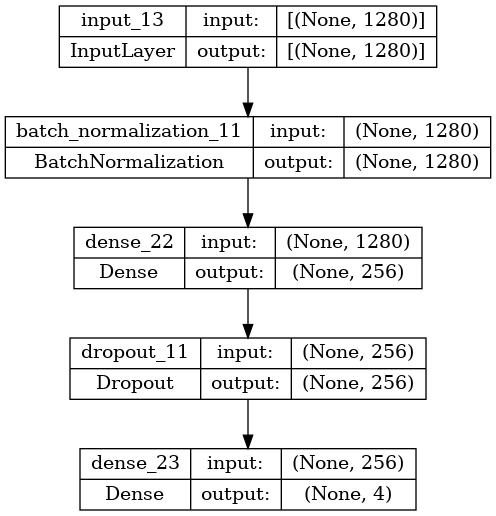 input_13 input: [(None, 1280)]
InputLayer output: [(None, 1280)]
batch_normalization_11 input: (None, 1280)
BatchNormalization output: (None, 1280)
dense_22 input: (None, 1280)
Dense output: (None, 256)
dropout_11 input: (None, 256)
Dropout output: (None, 256)
dense_23 input: (None, 256)
Dense output: (None, 4)